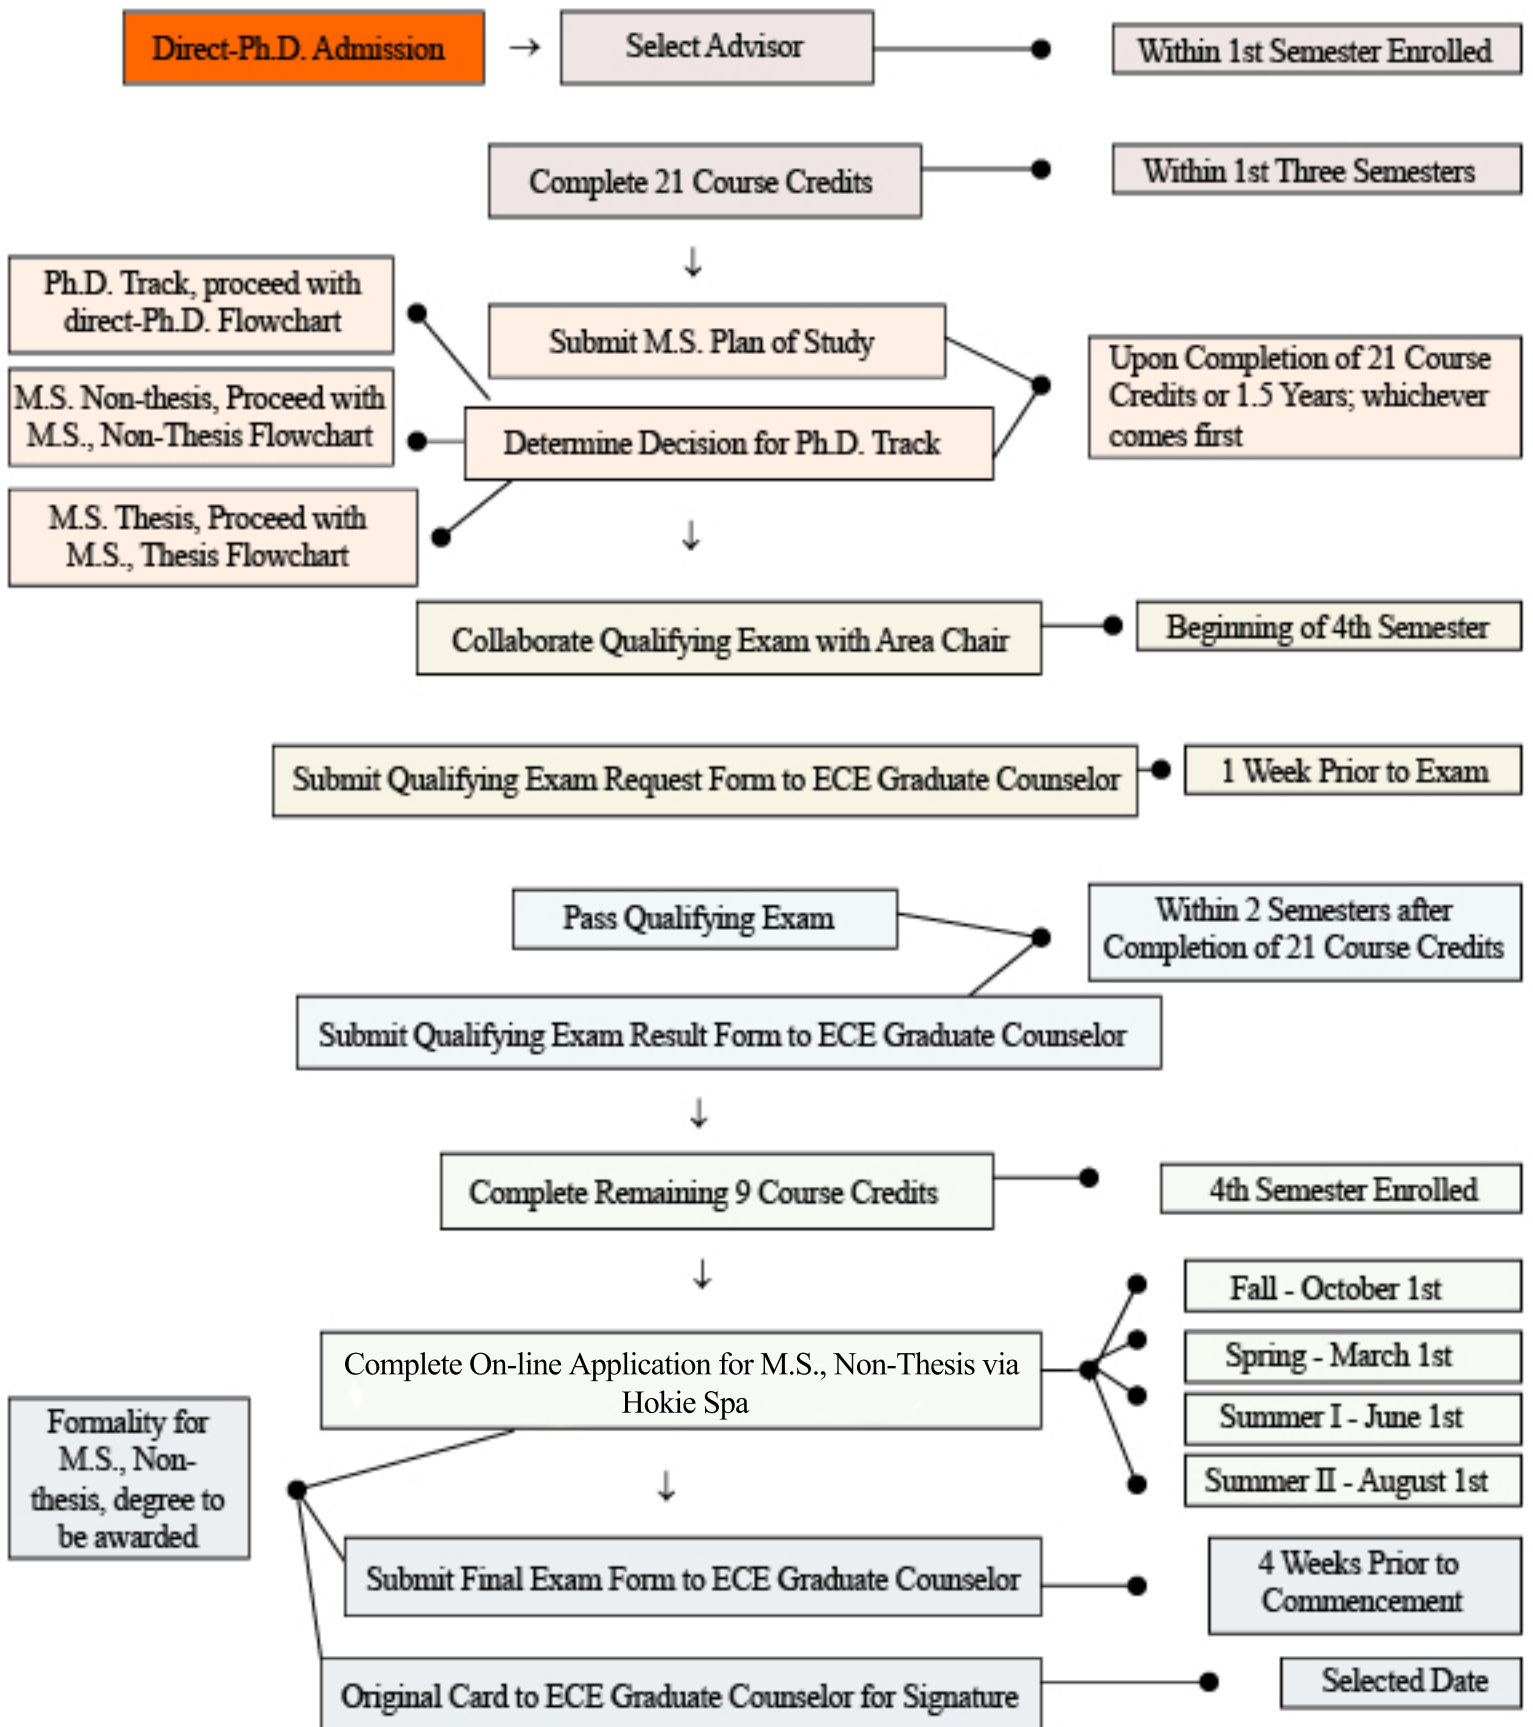 Direct-Ph.D. Admission
→
Select Advisor
Within 1st Semester Enrolled
Complete 21 Course Credits
Within 1st Three Semesters
↓
Ph.D. Track, proceed with
direct-Ph.D. Flowchart
Submit M.S. Plan of Study
Upon Completion of 21 Course
Credits or 1.5 Years; whichever
comes first
M.S. Non-thesis, Proceed with
M.S., Non-Thesis Flowchart
Determine Decision for Ph.D. Track
M.S. Thesis, Proceed with
M.S., Thesis Flowchart
↓
Collaborate Qualifying Exam with Area Chair
Beginning of 4th Semester
Submit Qualifying Exam Request Form to ECE Graduate Counselor
1 Week Prior to Exam
Pass Qualifying Exam
Within 2 Semesters after
Completion of 21 Course Credits
Submit Qualifying Exam Result Form to ECE Graduate Counselor
↓
Complete Remaining 9 Course Credits
4th Semester Enrolled
↓
Complete On-line Application for M.S., Non-Thesis via
Hokie Spa
Fall - October 1st
Spring - March 1st
Summer I - June 1st
Summer II - August 1st
Formality for
M.S., Non-
thesis, degree to
be awarded
↓
Submit Final Exam Form to ECE Graduate Counselor
4 Weeks Prior to
Commencement
Original Card to ECE Graduate Counselor for Signature
Selected Date